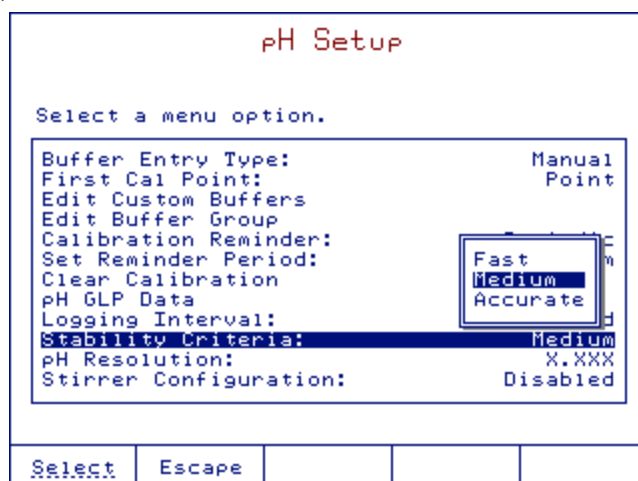 pH Setup
Select a menu option.
Buffer Entry Type: Manual
First Cal Point: Point
Edit Custom Buffers
Edit Buffer Group
Calibration Reminder:
Set Reminder Period:
Clear Calibration
pH GLP Data
Logging Interval:
Stability Criteria: Medium
pH Resolution: X.XXX
Stirrer Configuration: Disabled
Fast
Medium
Accurate
Select Escape